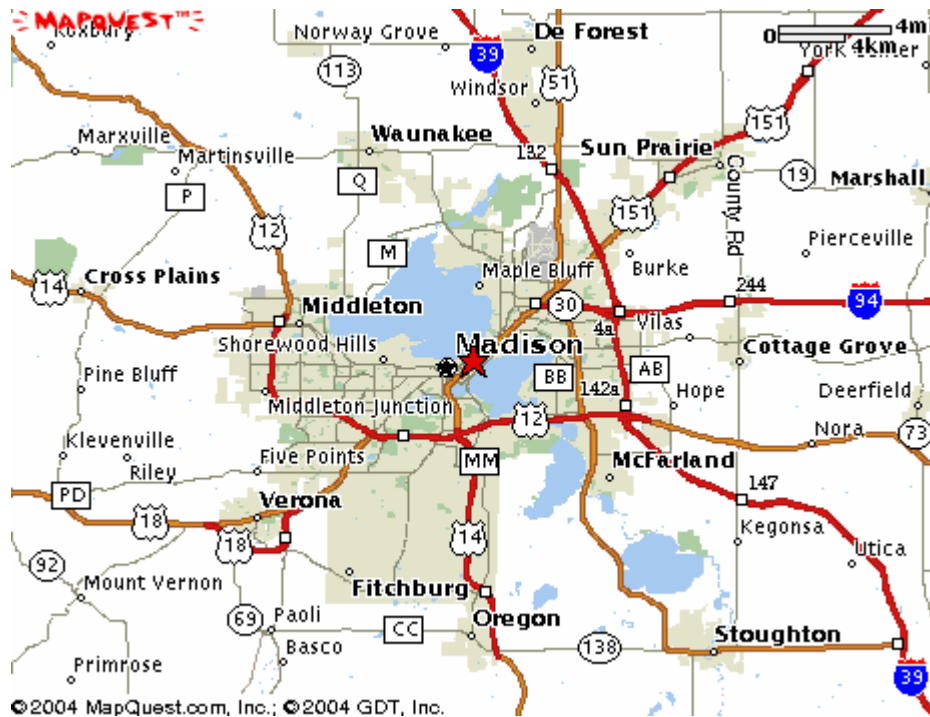 MAPQUEST™
Roxbury
Norway Grove
39
De Forest
0
4m
4km
York Center
113
Windsor
51
151
Marxville
Martinsville
Waunakee
132
Sun Prairie
County Rd
19
Marshall
P
Q
12
M
151
Pierceville
Maple Bluff
Burke
14
Cross Plains
244
94
Middleton
30
Vilas
4a
Shorewood Hills
Madison
Cottage Grove
Pine Bluff
BB
AB
142a
Hope
Deerfield
Middleton Junction
12
Nora
73
Klevenville
Riley
Five Points
MM
McFarland
PD
Verona
147
18
18
14
Kegonsa
Utica
92
Mount Vernon
Fitchburg
69
Paoli
CC
Oregon
138
Stoughton
Basco
Primrose
39
©2004 MapQuest.com, Inc.; ©2004 GDT, Inc.